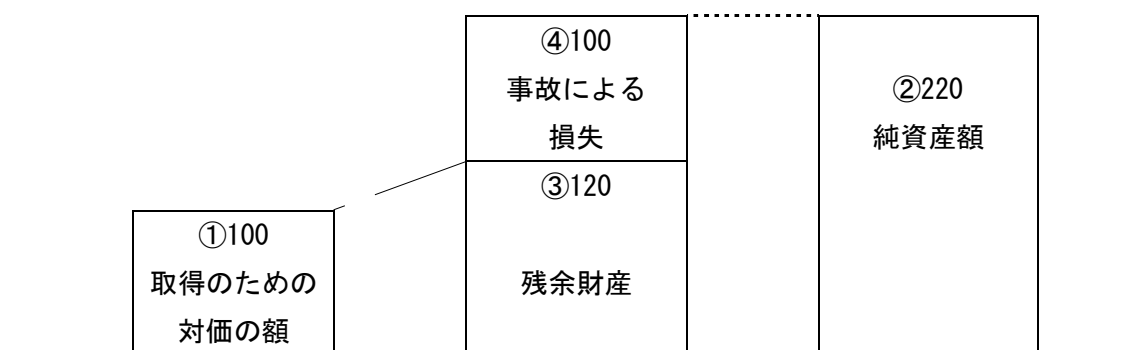 ④100
事故による
損失
②220
純資産額
③120
残余財産
①100
取得のための
対価の額